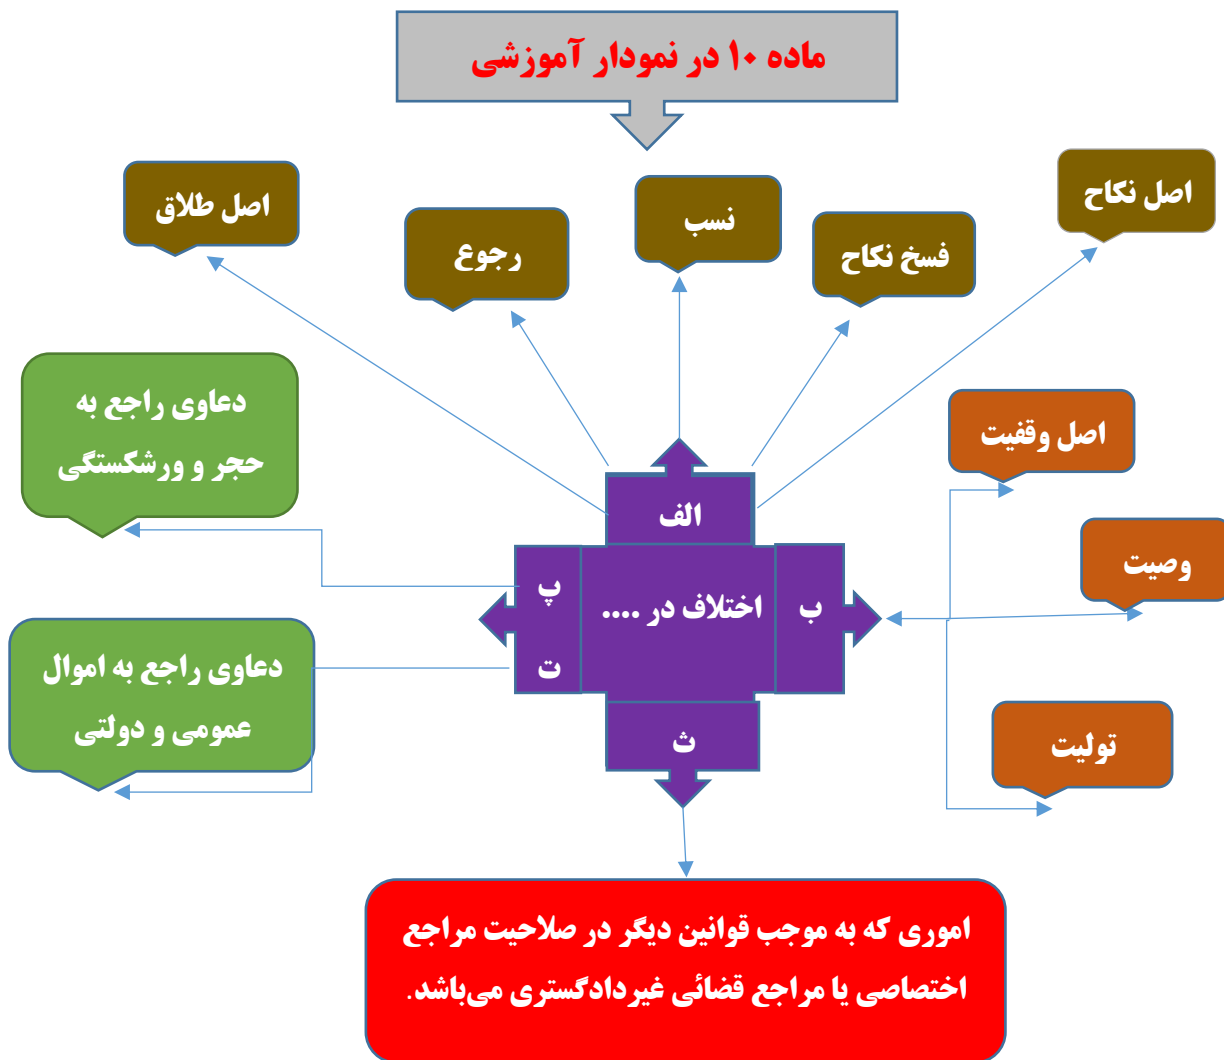 ماده ۱۰ در نمودار آموزشی
اصل نکاح
فسخ نکاح
نسب
رجوع
اصل طلاق
الف
اختلاف در ....
ب
اصل وقفیت
وصیت
تولیت
پ
دعاوی راجع به
حجر و ورشکستگی
ت
دعاوی راجع به اموال
عمومی و دولتی
ث
اموری که به موجب قوانین دیگر در صلاحیت مراجع
اختصاصی یا مراجع قضائی غیردادگستری می‌باشد.